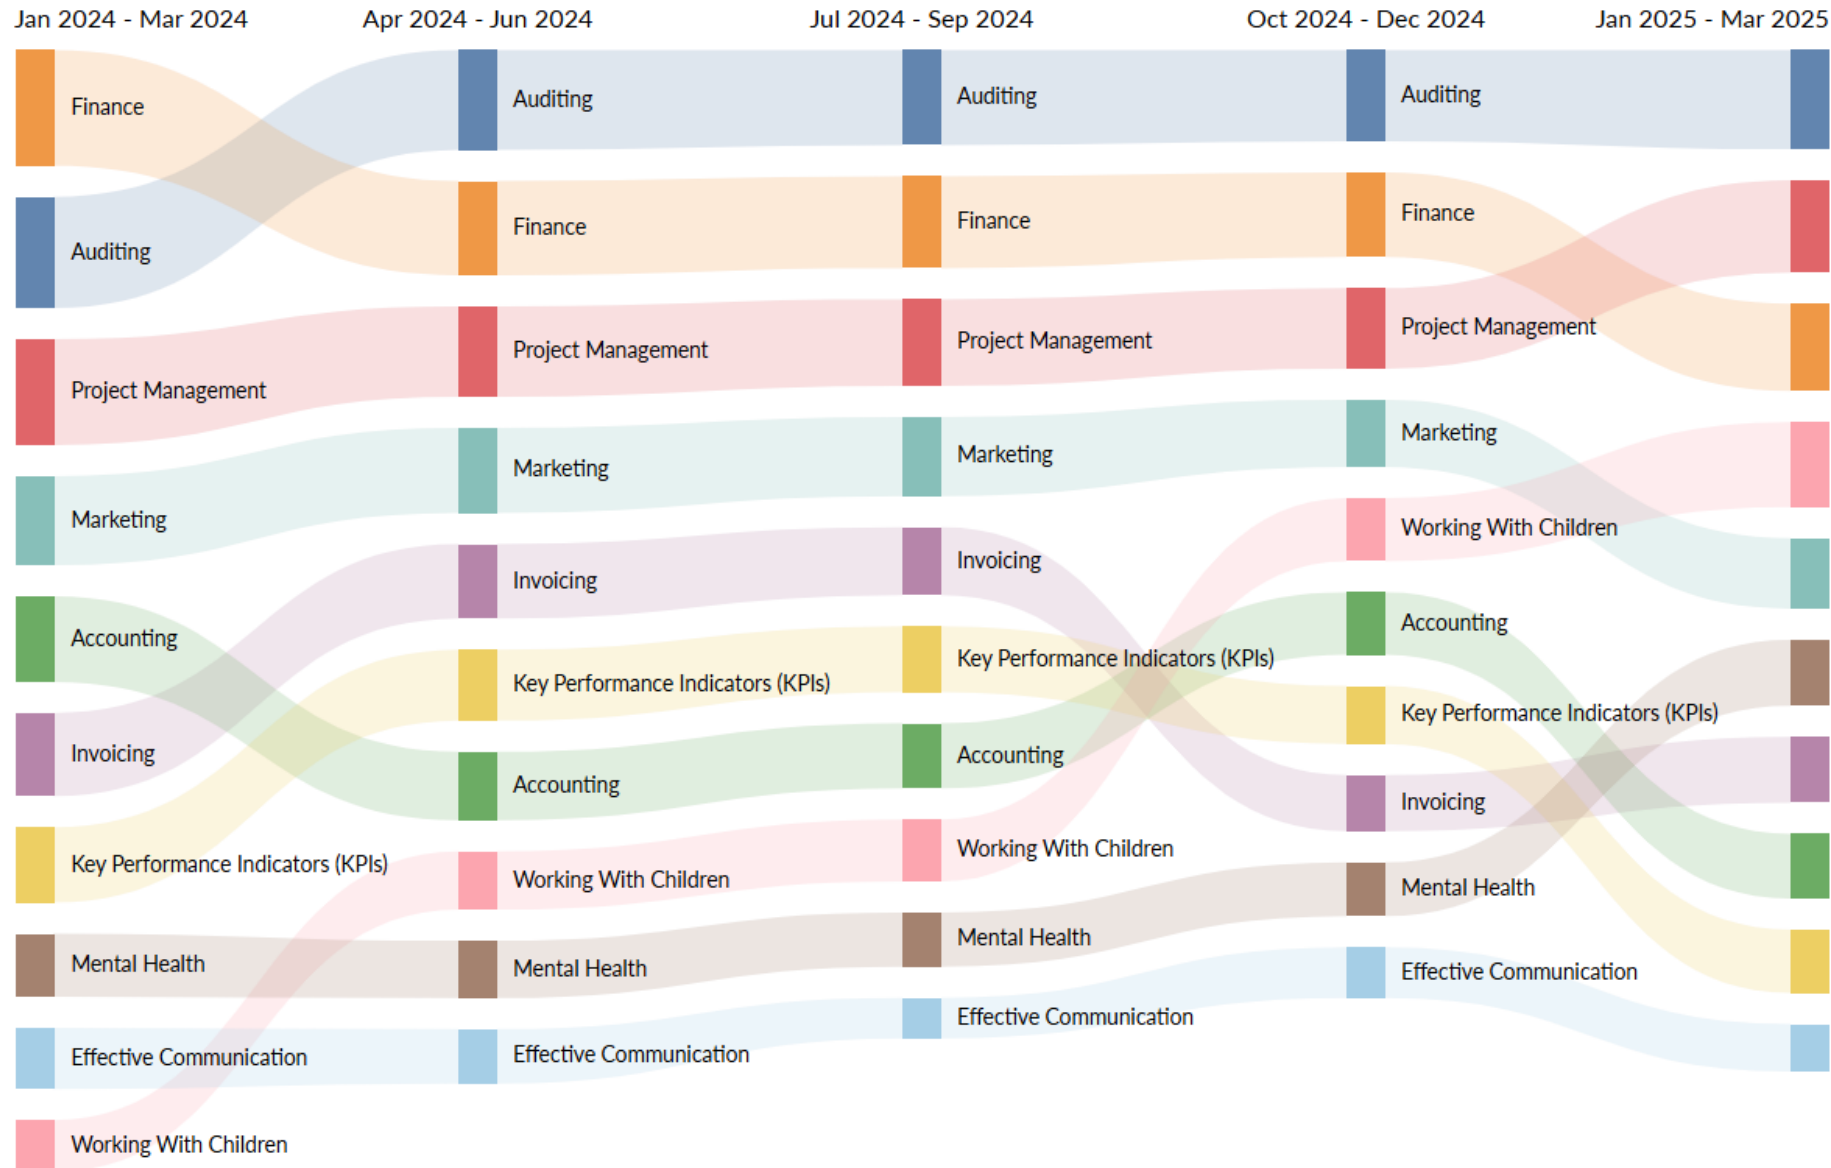 Jan 2024 - Mar 2024
Apr 2024 - Jun 2024
Jul 2024 - Sep 2024
Oct 2024 - Dec 2024
Jan 2025 - Mar 2025
Finance
Auditing
Project Management
Marketing
Accounting
Invoicing
Key Performance Indicators (KPIs)
Mental Health
Effective Communication
Working With Children
Auditing
Finance
Project Management
Marketing
Invoicing
Key Performance Indicators (KPIs)
Accounting
Working With Children
Mental Health
Effective Communication
Auditing
Finance
Project Management
Marketing
Invoicing
Key Performance Indicators (KPIs)
Accounting
Working With Children
Mental Health
Effective Communication
Auditing
Finance
Project Management
Marketing
Working With Children
Accounting
Key Performance Indicators (KPIs)
Invoicing
Mental Health
Effective Communication